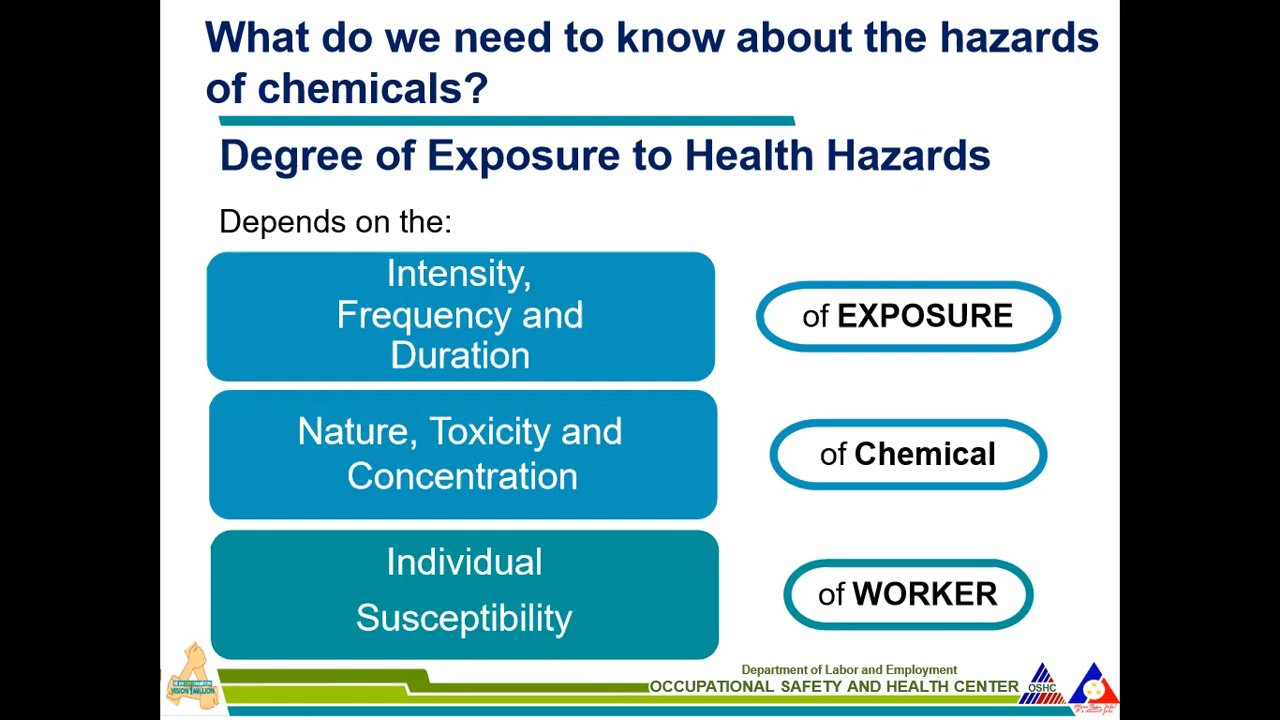 What do we need to know about the hazards
of chemicals?
Degree of Exposure to Health Hazards
Depends on the:
Intensity,
Frequency and
Duration
of EXPOSURE
Nature, Toxicity and
Concentration
of Chemical
Individual
Susceptibility
of WORKER
Department of Labor and Employment
OCCUPATIONAL SAFETY AND HEALTH CENTER
OSHC
VISION 1 MILLION